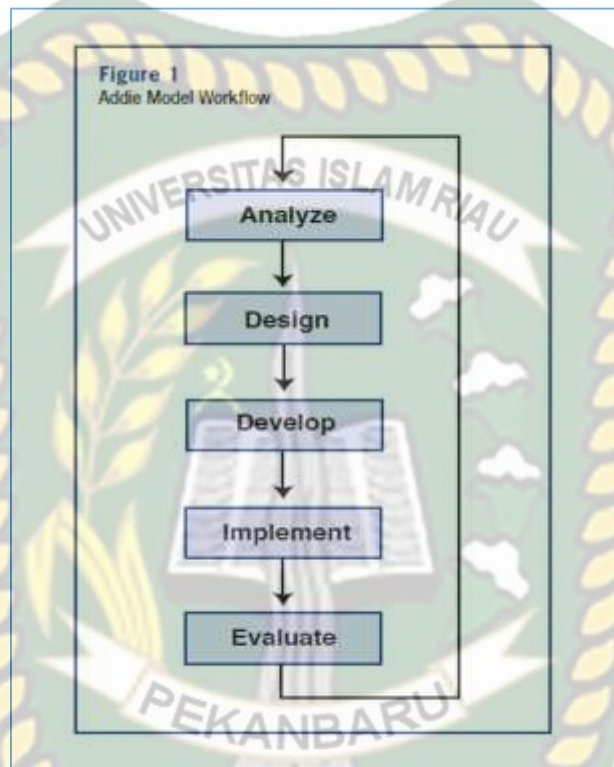 Figure 1
Addie Model Workflow
UNIVERSITAS ISLAM RIAU
Analyze
Design
Develop
Implement
Evaluate
PEKANBARU